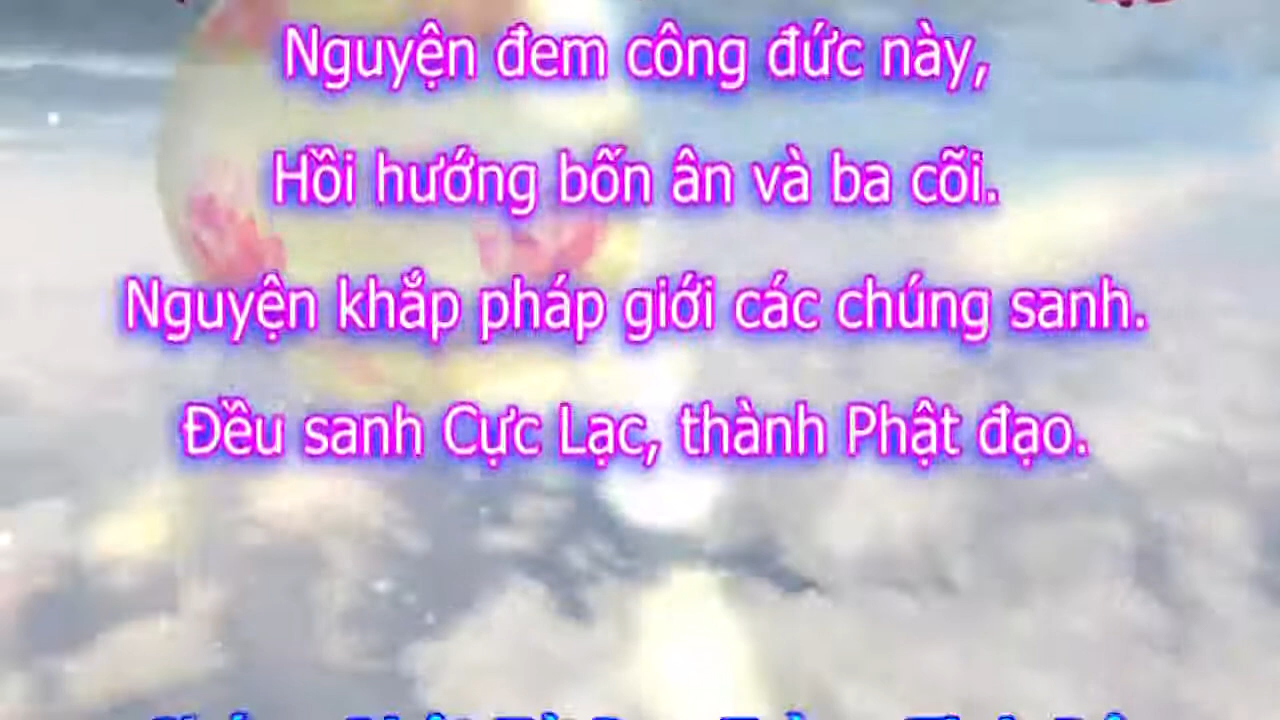 Nguyện đem công đức này,
Hồi hướng bốn ân và ba cõi.
Nguyện khắp pháp giới các chúng sanh.
Đều sanh Cực Lạc, thành Phật đạo.